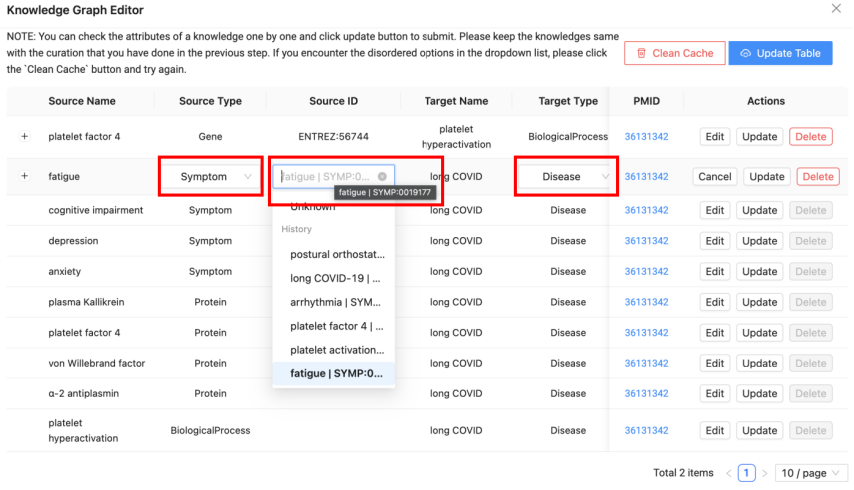 Knowledge Graph Editor
NOTE: You can check the attributes of a knowledge one by one and click update button to submit. Please keep the knowledges same
with the curation that you have done in the previous step. If you encounter the disordered options in the dropdown list, please click
the `Clean Cache` button and try again.
Clean Cache
Update Table
Source Name Source Type Source ID Target Name Target Type PMID Actions
+ platelet factor 4 Gene ENTREZ:56744 platelet
hyperactivation BiologicalProcess 36131342 Edit Update Delete
+ fatigue Symptom fatigue | SYMP:0... long COVID Disease 36131342 Cancel Update Delete
fatigue | SYMP:0019177
cognitive impairment Symptom Unknown long COVID Disease 36131342 Edit Update Delete
History
depression Symptom postural orthostat... long COVID Disease 36131342 Edit Update Delete
anxiety Symptom long COVID-19 | ... long COVID Disease 36131342 Edit Update Delete
plasma Kallikrein Protein arrhythmia | SYM... long COVID Disease 36131342 Edit Update Delete
platelet factor 4 Protein platelet factor 4 | ... long COVID Disease 36131342 Edit Update Delete
platelet activation...
von Willebrand factor Protein long COVID Disease 36131342 Edit Update Delete
fatigue | SYMP:0...
α-2 antiplasmin Protein long COVID Disease 36131342 Edit Update Delete
platelet
hyperactivation BiologicalProcess long COVID Disease 36131342 Edit Update Delete
Total 2 items < 1 > 10 / page